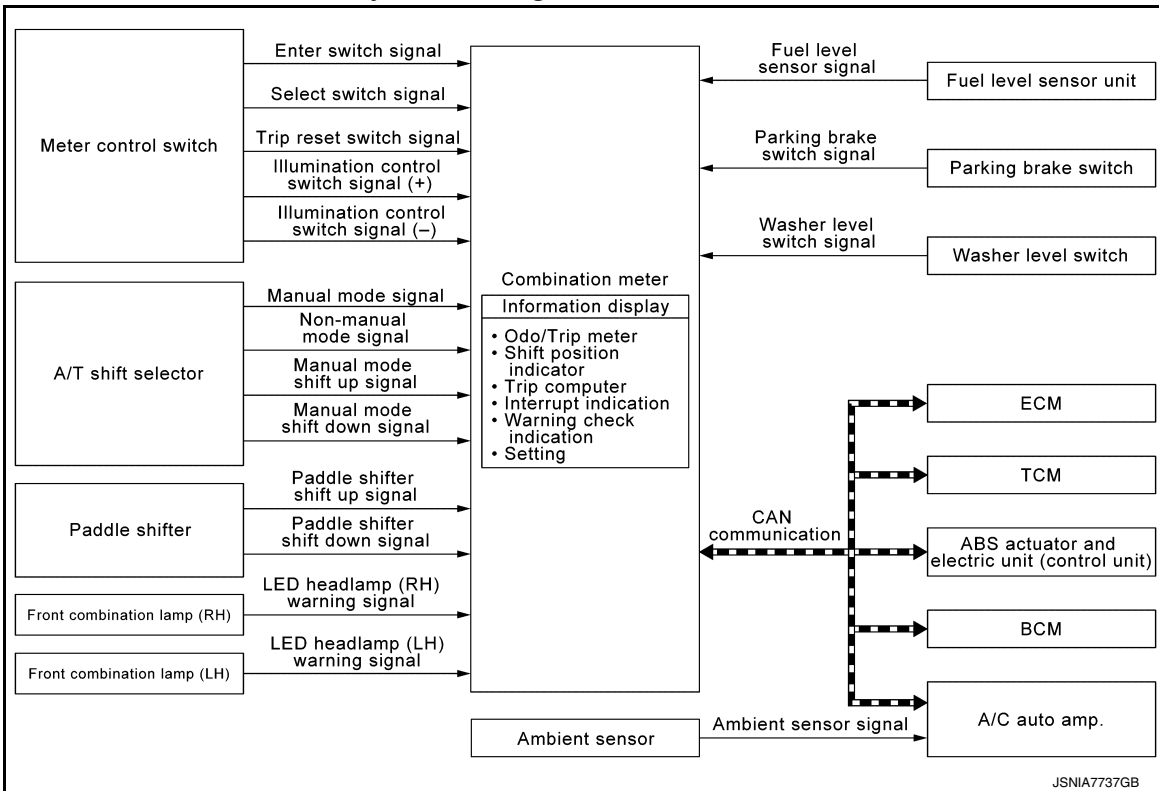 Meter control switch
Enter switch signal
Select switch signal
Trip reset switch signal
Illumination control
switch signal (+)
Illumination control
switch signal (–)
A/T shift selector
Manual mode signal
Non-manual
mode signal
Manual mode
shift up signal
Manual mode
shift down signal
Paddle shifter
Paddle shifter
shift up signal
Paddle shifter
shift down signal
Front combination lamp (RH)
LED headlamp (RH)
warning signal
Front combination lamp (LH)
LED headlamp (LH)
warning signal
Combination meter
Information display
• Odo/Trip meter
• Shift position
indicator
• Trip computer
• Interrupt indication
• Warning check
indication
• Setting
Fuel level
sensor signal
Fuel level sensor unit
Parking brake
switch signal
Parking brake switch
Washer level
switch signal
Washer level switch
CAN
communication
ECM
TCM
ABS actuator and
electric unit (control unit)
BCM
A/C auto amp.
Ambient sensor
Ambient sensor signal
JSNIA7737GB